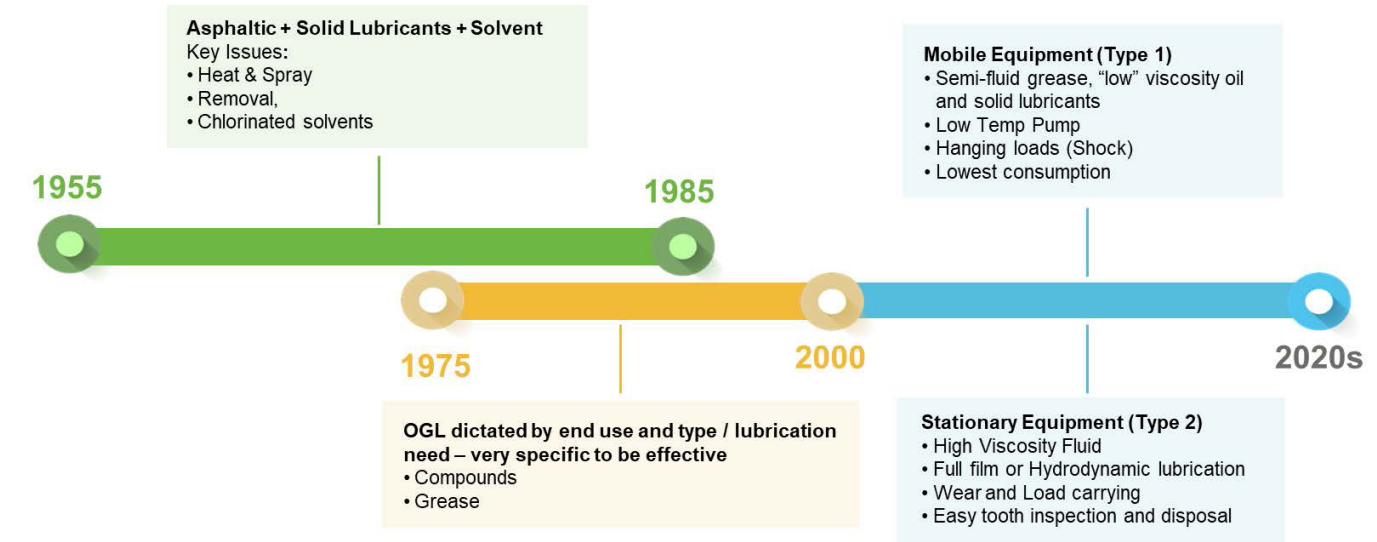 Asphaltic + Solid Lubricants + Solvent
Key Issues:
• Heat & Spray
• Removal,
• Chlorinated solvents
Mobile Equipment (Type 1)
• Semi-fluid grease, “low” viscosity oil
and solid lubricants
• Low Temp Pump
• Hanging loads (Shock)
• Lowest consumption
1955
1985
1975
2000
2020s
OGL dictated by end use and type / lubrication
need – very specific to be effective
• Compounds
• Grease
Stationary Equipment (Type 2)
• High Viscosity Fluid
• Full film or Hydrodynamic lubrication
• Wear and Load carrying
• Easy tooth inspection and disposal